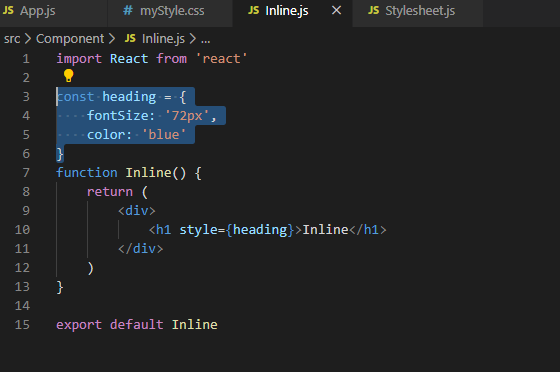 JS App.js # myStyle.css JS Inline.js × JS Stylesheet.js
src > Component > JS Inline.js > ...
1 import React from 'react'
2
3 const heading = {
4     fontSize: '72px',
5     color: 'blue'
6 }
7 function Inline() {
8     return (
9         <div>
10             <h1 style={heading}>Inline</h1>
11         </div>
12     )
13 }
14
15 export default Inline